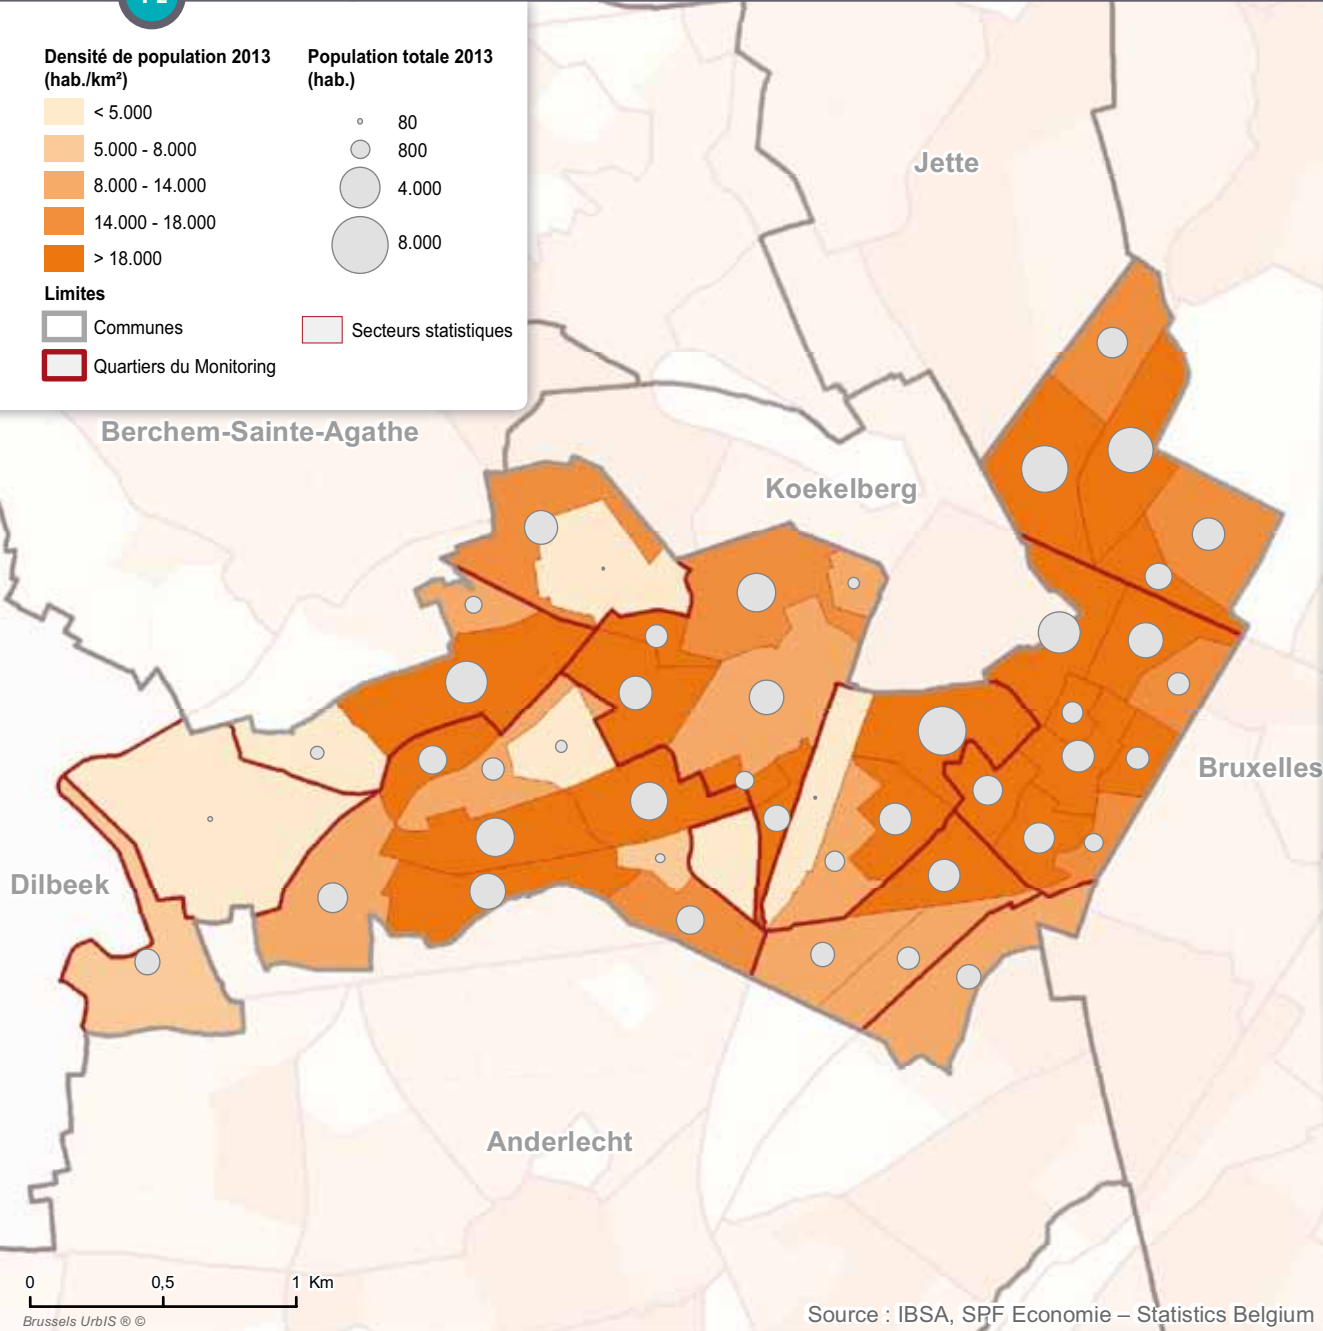 Densité de population 2013
(hab./km²)
< 5.000
5.000 - 8.000
8.000 - 14.000
14.000 - 18.000
> 18.000
Population totale 2013
(hab.)
80
800
4.000
8.000
Limites
Communes
Quartiers du Monitoring
Secteurs statistiques
Jette
Berchem-Sainte-Agathe
Koekelberg
Bruxelles
Dilbeek
Anderlecht
0 0,5 1 Km
Brussels UrbIS ® ©
Source : IBSA, SPF Economie – Statistics Belgium